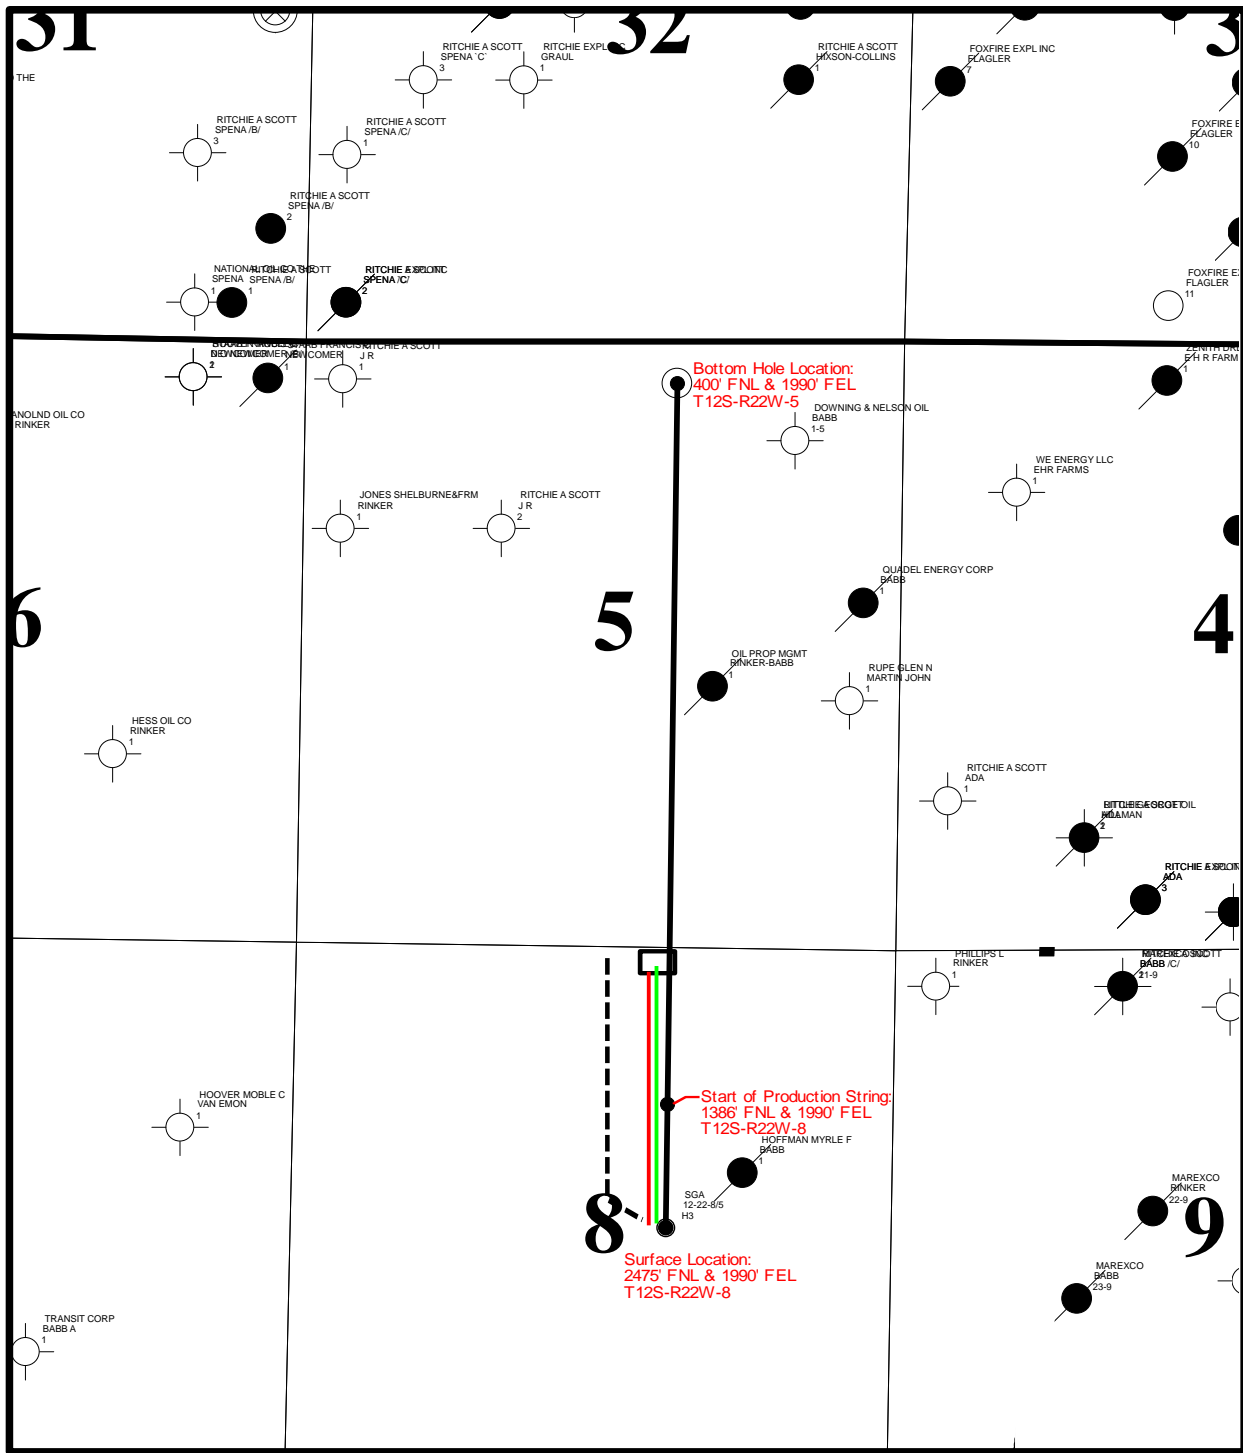 31
32
3
THE
RITCHIE A SCOTT
SPENA `C`
3
GRAUL
1
RITCHIE A SCOTT
HIXSON-COLLINS
1
FOXFIRE EXPL INC
FLAGLER
7
RITCHIE A SCOTT
SPENA /B/
3
RITCHIE A SCOTT
SPENA /C/
1
FOXFIRE E
FLAGLER
10
RITCHIE A SCOTT
SPENA /B/
2
SPENA
1
SPENA /B/
1
2
FOXFIRE E
FLAGLER
11
NEWCOMER
1
RITCHIE A SCOTT
J R
1
E H R FARM
1
Bottom Hole Location:
400' FNL & 1990' FEL
T12S-R22W-5
ANOLND OIL CO
RINKER
DOWNING & NELSON OIL
BABB
1-5
WE ENERGY LLC
EHR FARMS
1
JONES SHELBURNE&FRM
RINKER
1
RITCHIE A SCOTT
J R
2
QUADEL ENERGY CORP
BABB
1
6
5
4
OIL PROP MGMT
RINKER-BABB
1
RUPE GLEN N
MARTIN JOHN
1
HESS OIL CO
RINKER
1
RITCHIE A SCOTT
ADA
1
ADA
3
PHILLIPS L
RINKER
1
BABB /C/
21-9
HOOVER MOBLE C
VAN EMON
1
Start of Production String:
1386' FNL & 1990' FEL
T12S-R22W-8
HOFFMAN MYRLE F
BABB
1
SGA
12-22-8/5
H3
MAREXCO
RINKER
22-9
8
9
Surface Location:
2475' FNL & 1990' FEL
T12S-R22W-8
MAREXCO
BABB
23-9
TRANSIT CORP
BABB A
1